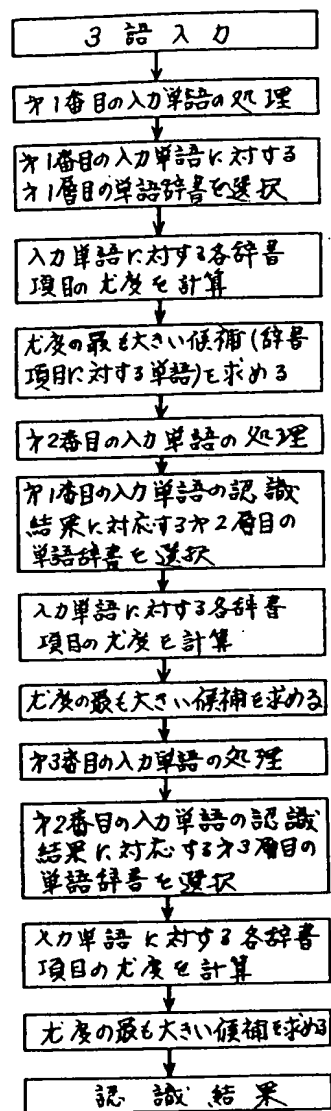 3語入力
才1番目の入力単語の処理
才1番目の入力単語に対する
才1層目の単語辞書を選択
入力単語に対する各辞書
項目の尤度を計算
尤度の最も大きい候補(辞書
項目に対する単語)を求める
才2番目の入力単語の処理
才1番目の入力単語の認識
結果に対応する才2層目の
単語辞書を選択
入力単語に対する各辞書
項目の尤度を計算
尤度の最も大きい候補を求める
才3番目の入力単語の処理
才2番目の入力単語の認識
結果に対応する才3層目の
単語辞書を選択
入力単語に対する各辞書
項目の尤度を計算
尤度の最も大きい候補を求める
認識結果